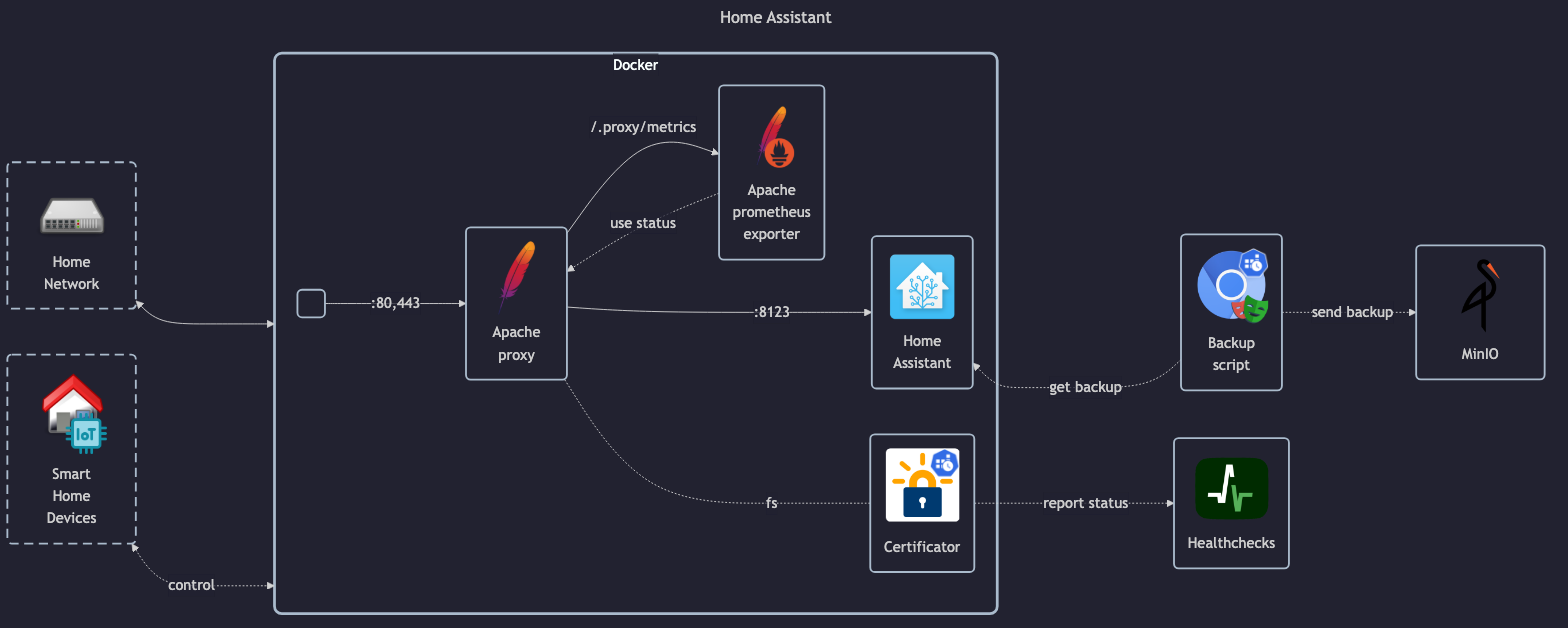 Home Assistant
Docker
/.proxy/metrics
Apache
prometheus
exporter
use status
Home
Network
:80,443
Apache
proxy
:8123
Home
Assistant
Backup
script
send backup
MinIO
get backup
IoT
Smart
Home
Devices
fs
Certificator
report status
Healthchecks
control